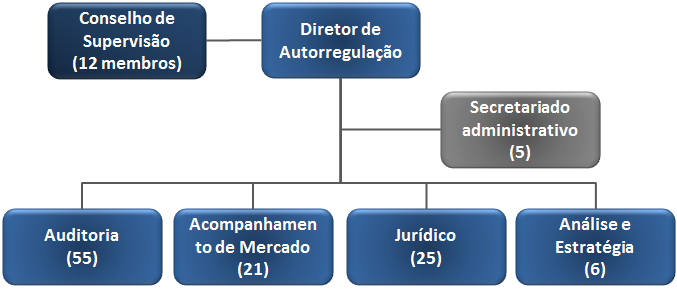 Conselho de
Supervisão
(12 membros)
Diretor de
Autorregulação
Secretariado
administrativo
(5)
Auditoria
(55)
Acompanhamen
to de Mercado
(21)
Jurídico
(25)
Análise e
Estratégia
(6)